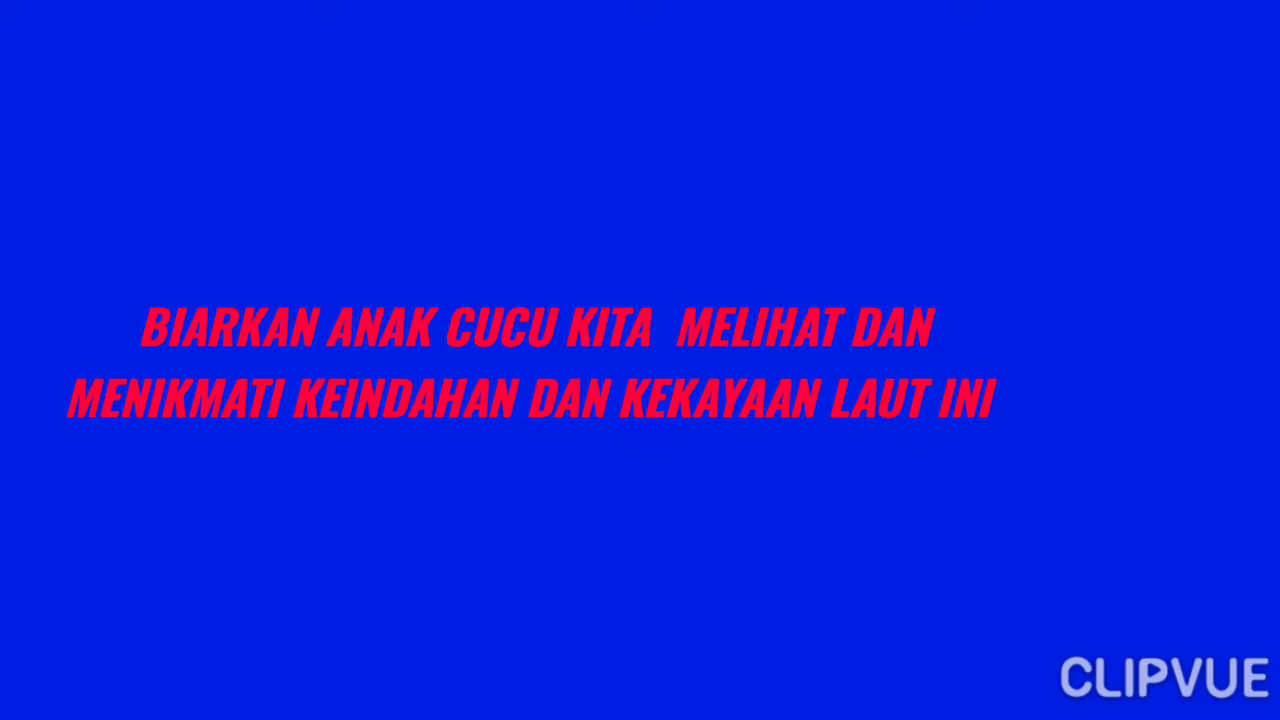 BIARKAN ANAK CUCU KITA  MELIHAT DAN
MENIKMATI KEINDAHAN DAN KEKAYAAN LAUT INI
CLIPVUE